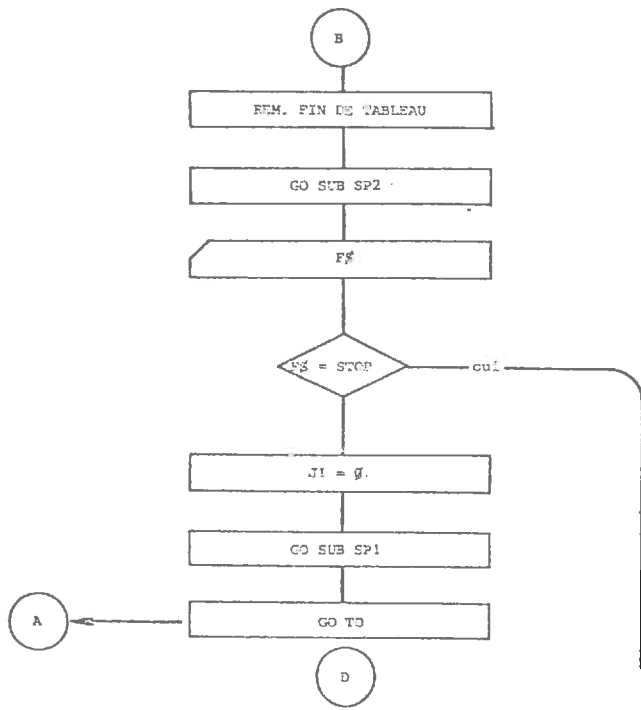 B
REM. FIN DE TABLEAU
GO SUB SP2
F$
F$ = STOP
oui
J1 = Ø.
GO SUB SP1
A
GO TO
D